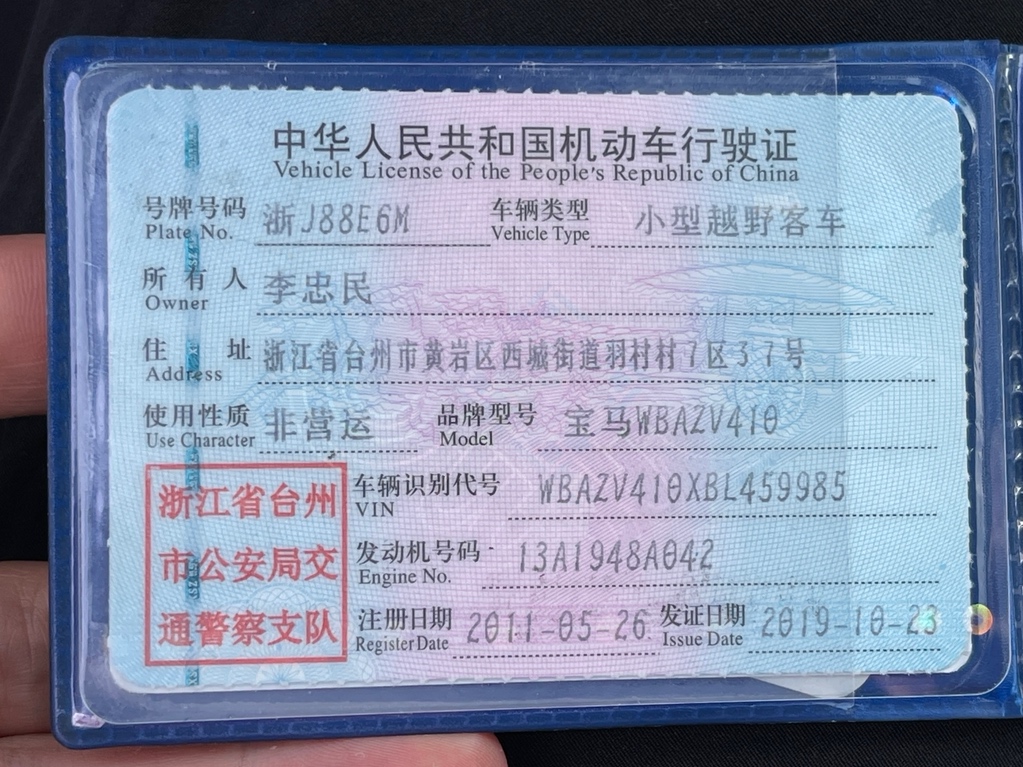 中华人民共和国机动车行驶证
Vehicle License of the People's Republic of China
号牌号码 浙J88E6M 车辆类型 小型越野客车
Plate No. Vehicle Type
所有人 李忠民
Owner
住址 浙江省台州市黄岩区西城街道羽村村7区37号
Address
使用性质 非营运 品牌型号 宝马WBAZV410
Use Character Model
浙江省台州
市公安局交
通警察支队
车辆识别代号 WBAZV410XBL459985
VIN
发动机号码 13A1948A042
Engine No.
注册日期 2011-05-26 发证日期 2019-10-23
Register Date Issue Date